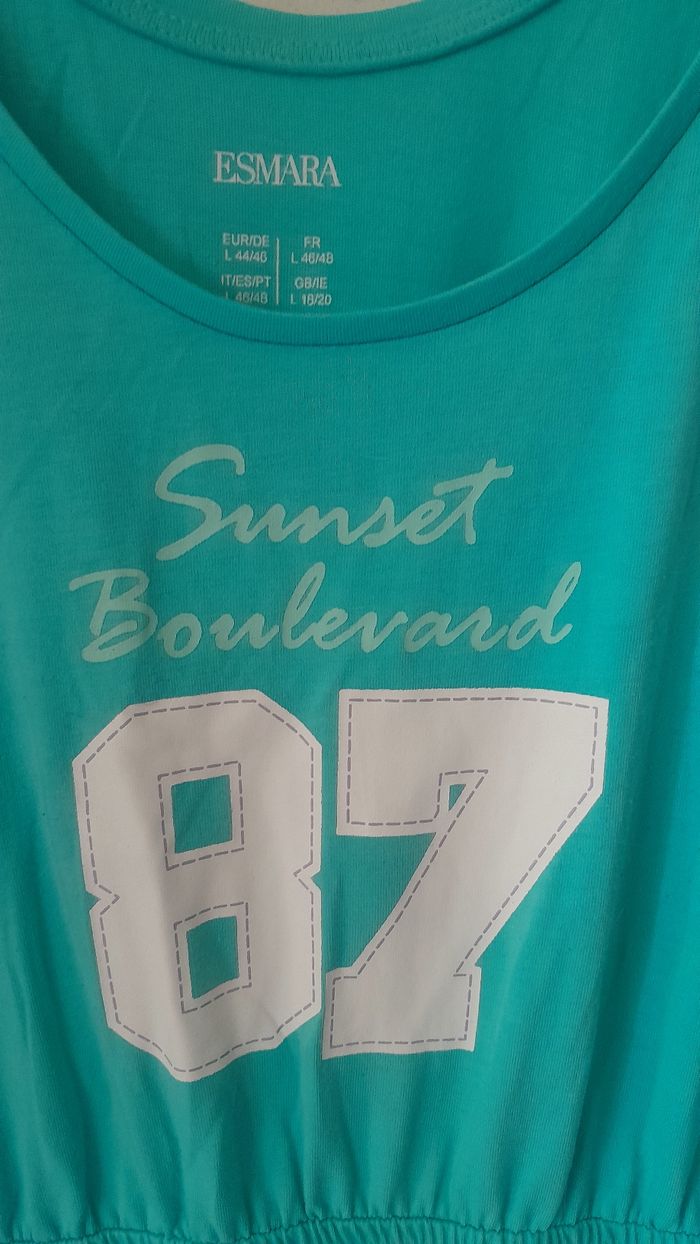 ESMARA
EUR/DE FR
L 44/46 L 46/48
IT/ES/PT GB/IE
L 46/48 L 18/20
Sunset
Boulevard
87